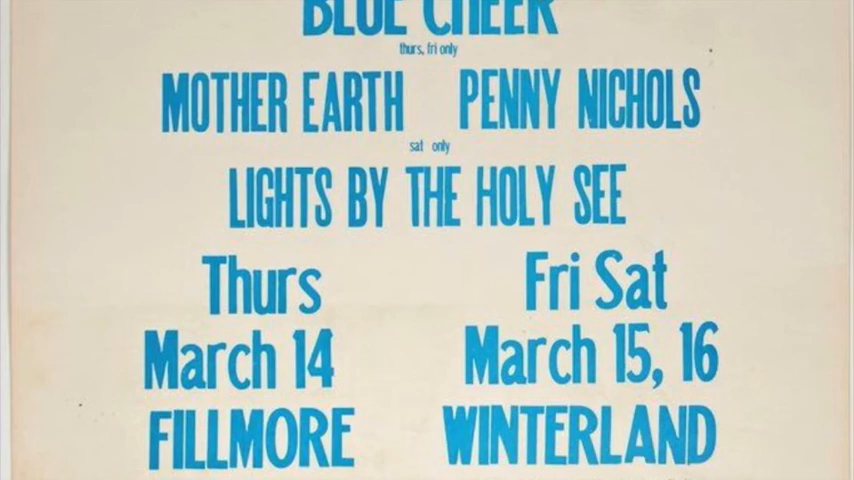 BLUE CHEER
thurs, fri only
MOTHER EARTH PENNY NICHOLS
sat only
LIGHTS BY THE HOLY SEE
Thurs Fri Sat
March 14 March 15, 16
FILLMORE WINTERLAND